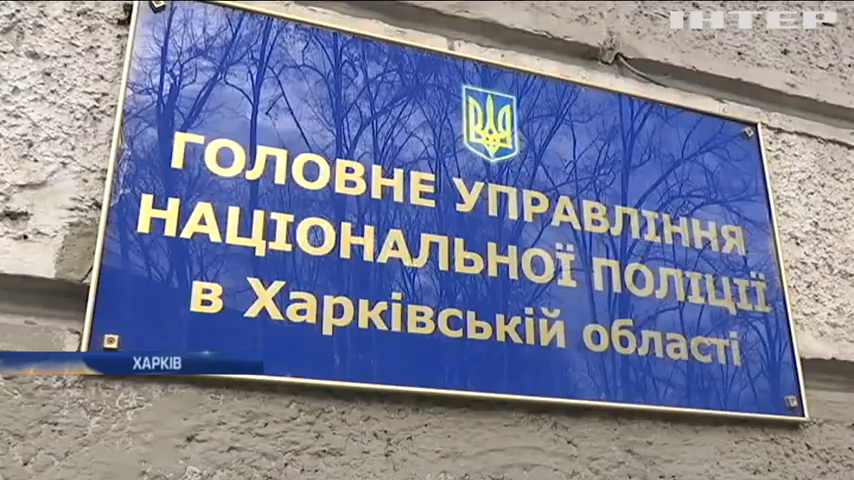 ІНТЕР
ГОЛОВНЕ УПРАВЛІННЯ
НАЦІОНАЛЬНОЇ ПОЛІЦІЇ
в Харківській області
ХАРКІВ